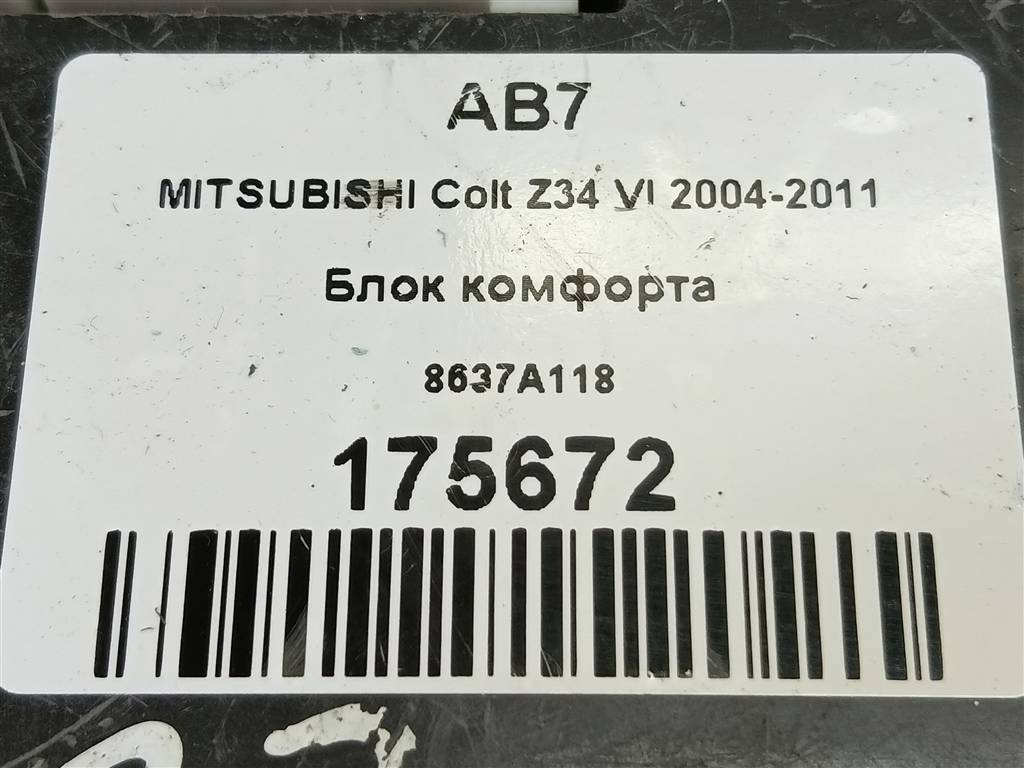 AB7
MITSUBISHI Colt Z34 VI 2004-2011
Блок комфорта
8637A118
175672